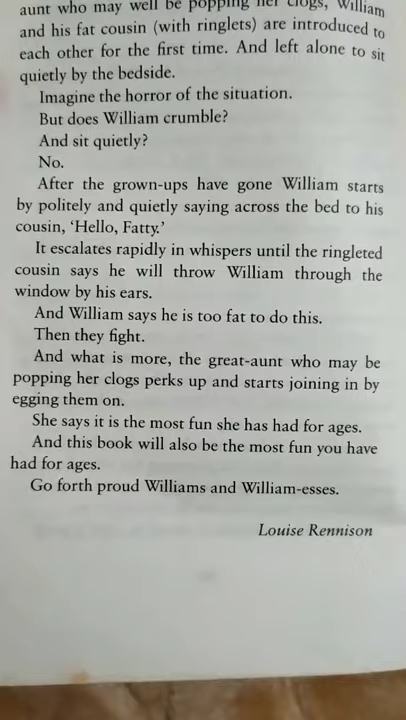 aunt who may well be popping her clogs, William
and his fat cousin (with ringlets) are introduced to
each other for the first time. And left alone to sit
quietly by the bedside.
Imagine the horror of the situation.
But does William crumble?
And sit quietly?
No.
After the grown-ups have gone William starts
by politely and quietly saying across the bed to his
cousin, ‘Hello, Fatty.’
It escalates rapidly in whispers until the ringleted
cousin says he will throw William through the
window by his ears.
And William says he is too fat to do this.
Then they fight.
And what is more, the great-aunt who may be
popping her clogs perks up and starts joining in by
egging them on.
She says it is the most fun she has had for ages.
And this book will also be the most fun you have
had for ages.
Go forth proud Williams and William-esses.
Louise Rennison